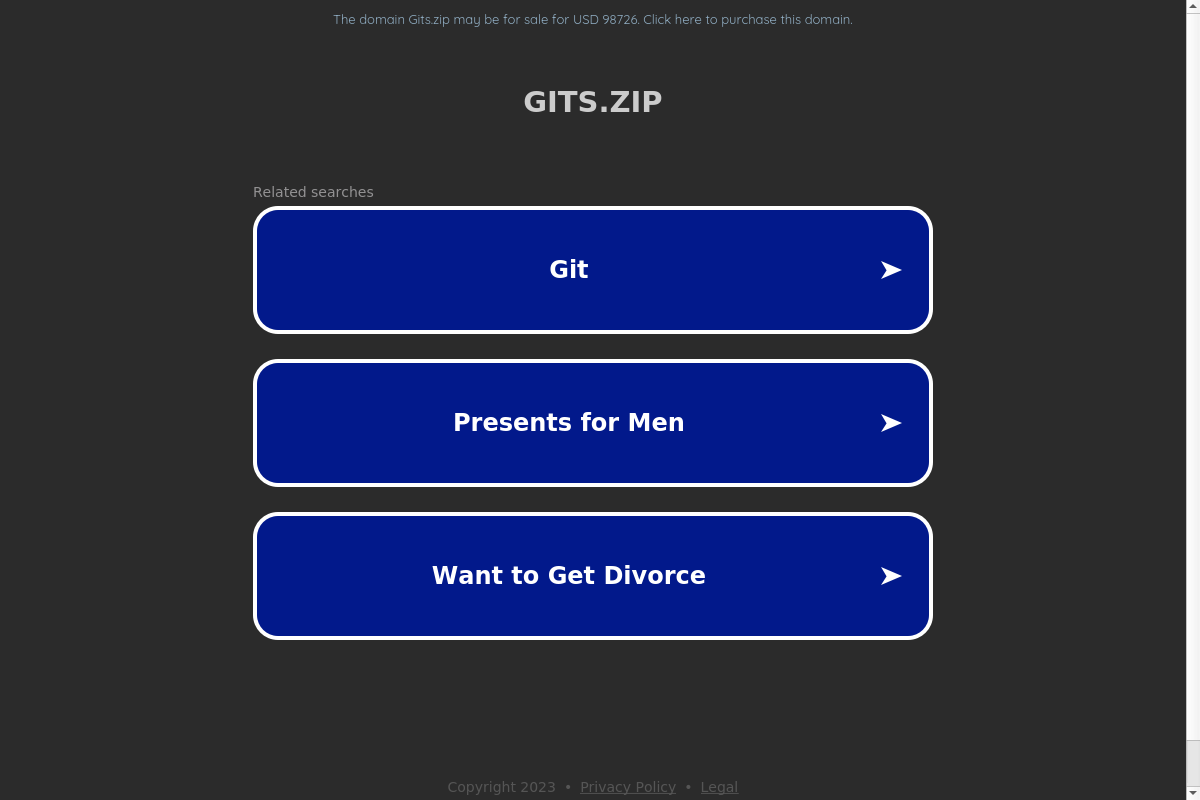 The domain Gits.zip may be for sale for USD 98726. Click here to purchase this domain.
GITS.ZIP
Related searches
Git
Presents for Men
Want to Get Divorce
Copyright 2023 • Privacy Policy • Legal